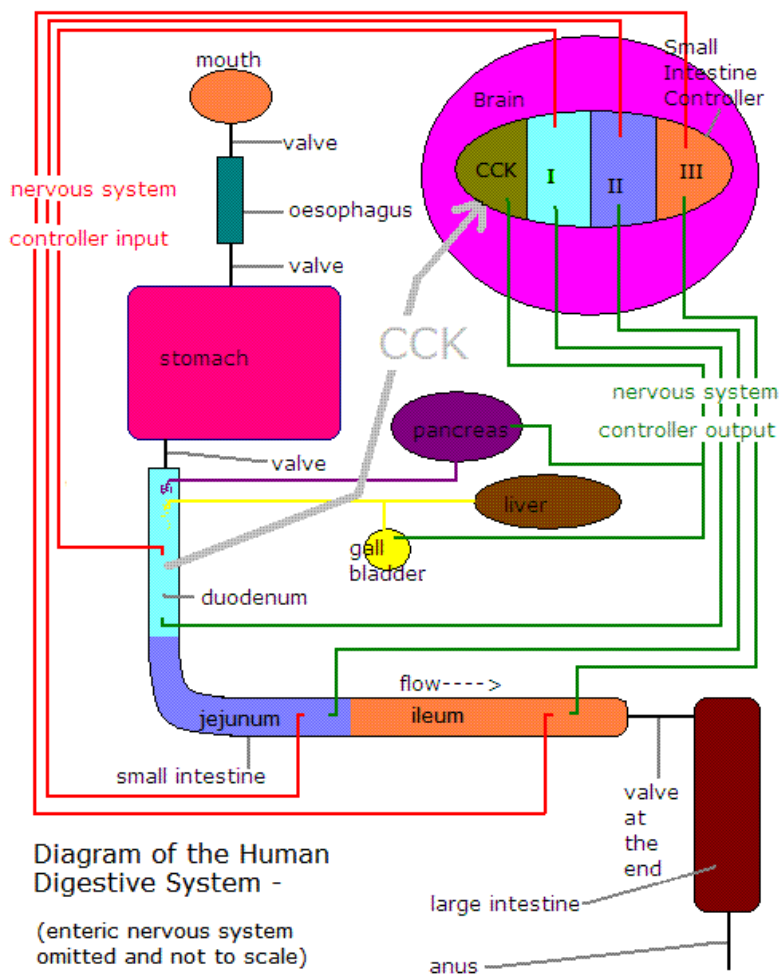 mouth
Small
Intestine
Controller
Brain
valve
CCK
I
II
III
nervous system
controller input
oesophagus
valve
CCK
stomach
nervous system
controller output
pancreas
valve
liver
gall
bladder
duodenum
flow---->
jejunum
ileum
small intestine
valve
at
the
end
Diagram of the Human
Digestive System -
(enteric nervous system
omitted and not to scale)
large intestine
anus